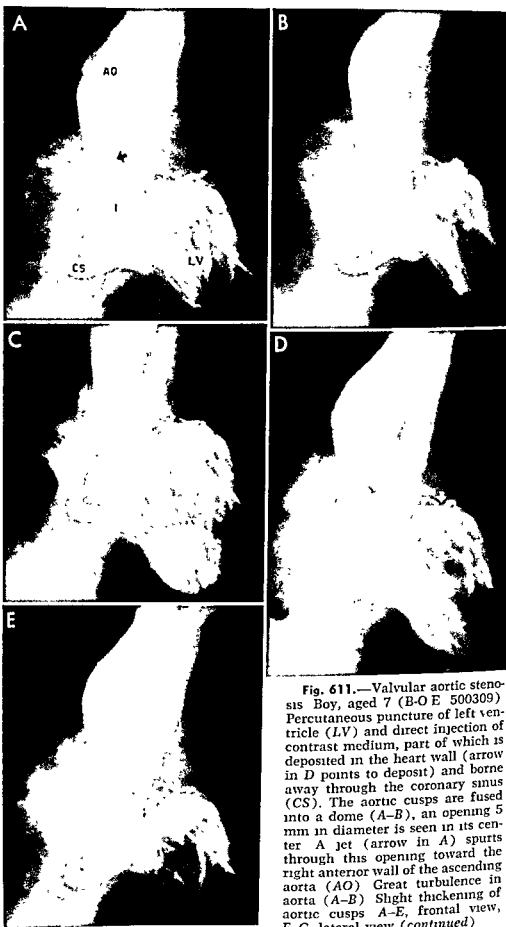 A
AO
I
CS
LV
B
C
D
E
Fig. 611.—Valvular aortic steno-
sis Boy, aged 7 (B-O E 500309)
Percutaneous puncture of left ven-
tricle (LV) and direct injection of
contrast medium, part of which is
deposited in the heart wall (arrow
in D points to deposit) and borne
away through the coronary sinus
(CS). The aortic cusps are fused
into a dome (A–B), an opening 5
mm in diameter is seen in its cen-
ter A jet (arrow in A) spurts
through this opening toward the
right anterior wall of the ascending
aorta (AO) Great turbulence in
aorta (A–B) Slight thickening of
aortic cusps A–E, frontal view,
F–G, lateral view (continued)